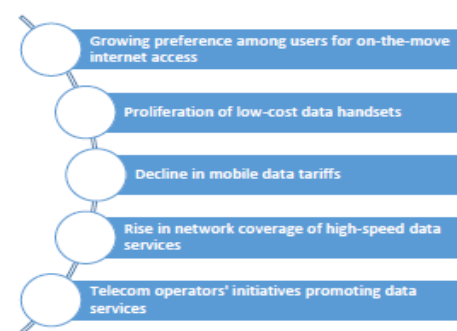 Growing preference among users for on-the-move
internet access
Proliferation of low-cost data handsets
Decline in mobile data tariffs
Rise in network coverage of high-speed data
services
Telecom operators' initiatives promoting data
services